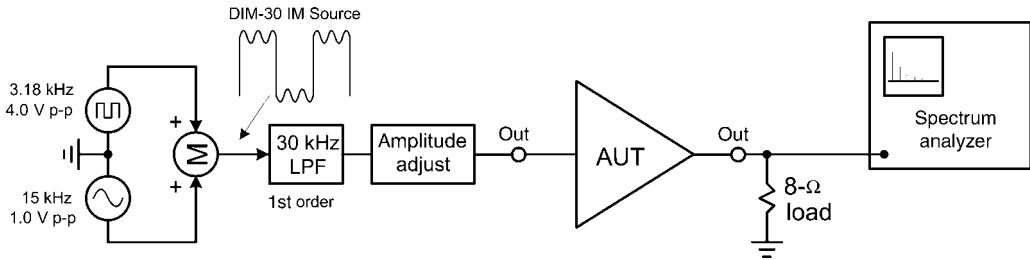 DIM-30 IM Source
3.18 kHz
4.0 V p-p
+
M
+
15 kHz
1.0 V p-p
30 kHz
LPF
1st order
Amplitude
adjust
Out
AUT
Out
8-Ω
load
Spectrum
analyzer